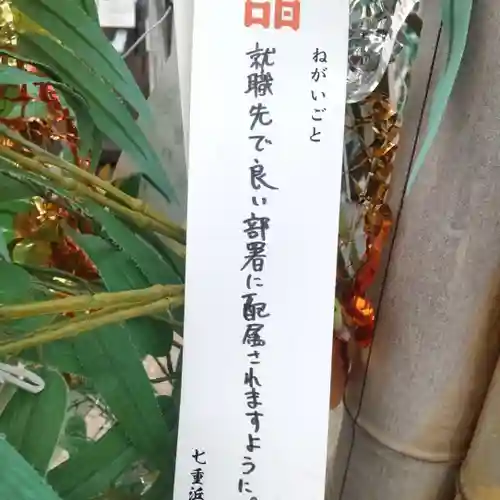 ねがいごと
就職先で良い部署に配属されますように。
七重浜